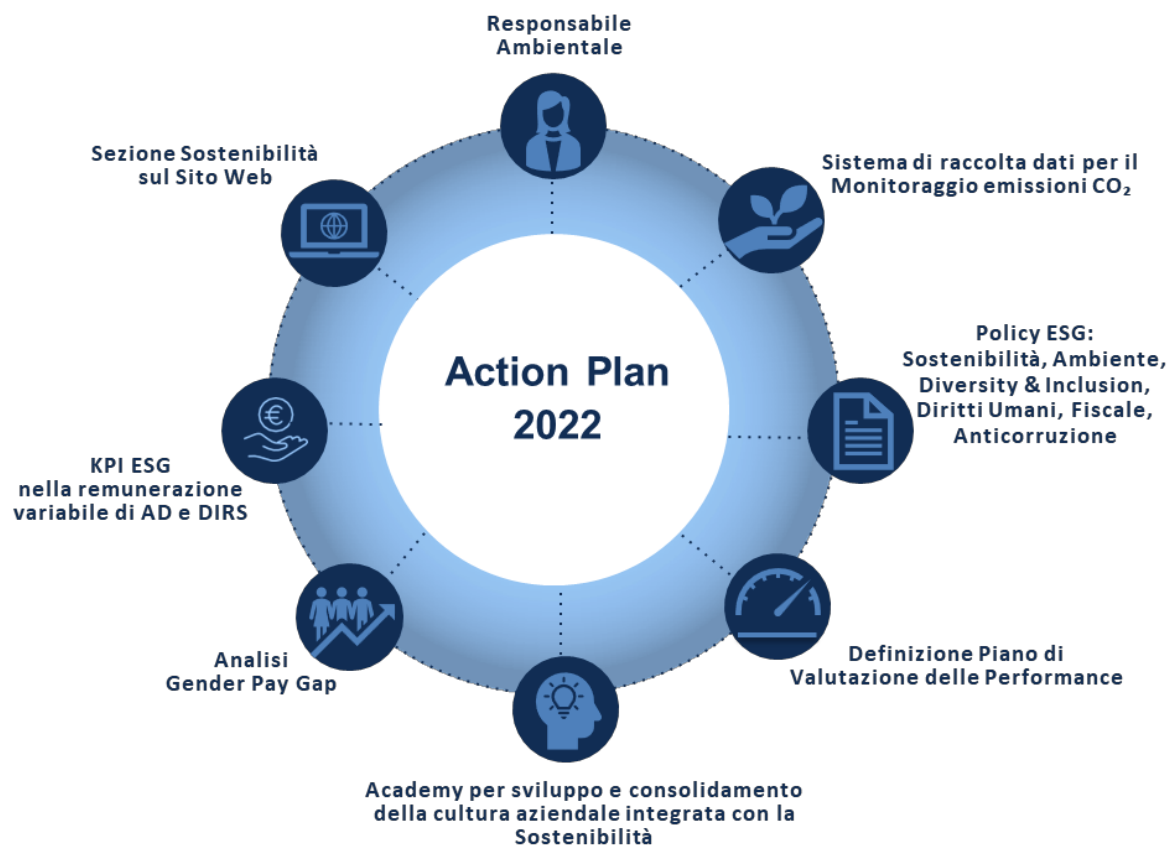 Responsabile
Ambientale
Sistema di raccolta dati per il
Monitoraggio emissioni CO₂
Policy ESG:
Sostenibilità, Ambiente,
Diversity & Inclusion,
Diritti Umani, Fiscale,
Anticorruzione
Definizione Piano di
Valutazione delle Performance
Academy per sviluppo e consolidamento
della cultura aziendale integrata con la
Sostenibilità
Analisi
Gender Pay Gap
KPI ESG
nella remunerazione
variabile di AD e DIRS
Sezione Sostenibilità
sul Sito Web
Action Plan
2022